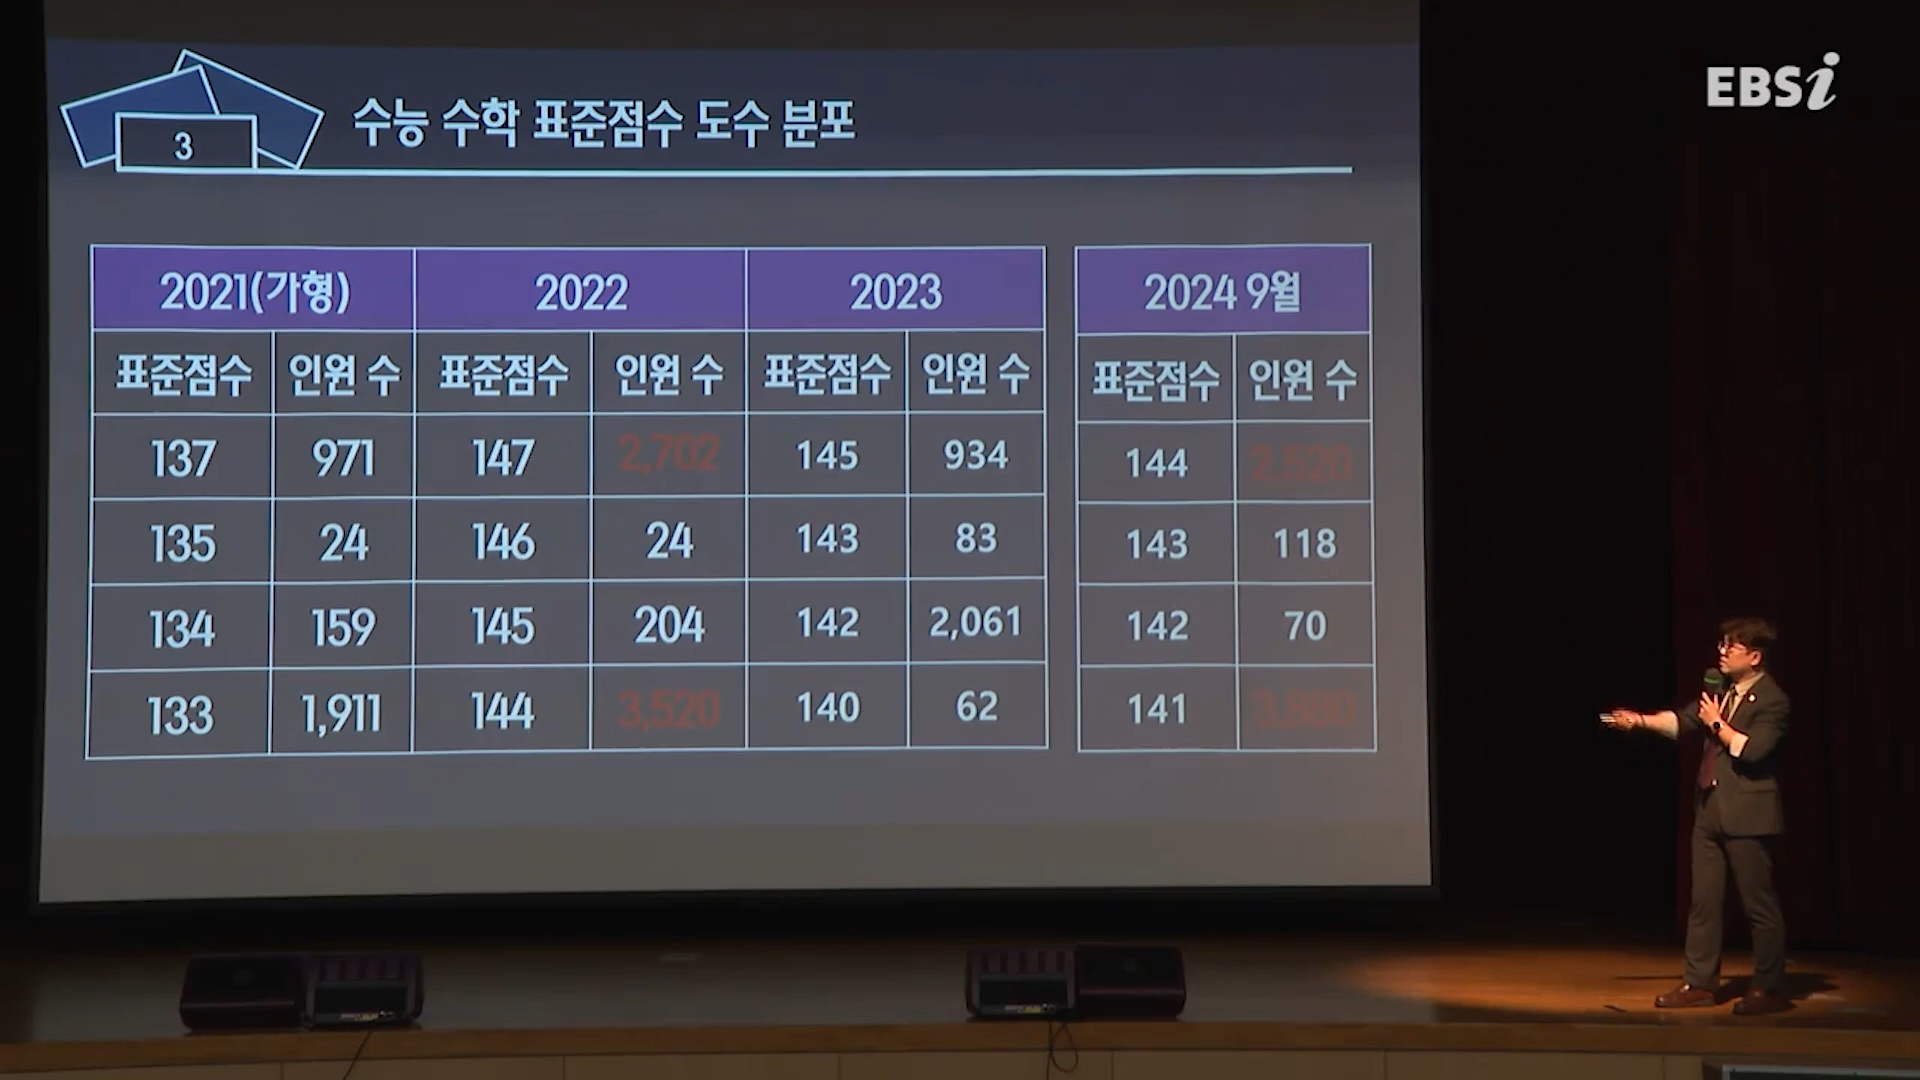 EBSi
3
수능 수학 표준점수 도수 분포
2021(가형) 2022 2023 2024 9월
표준점수 인원 수 표준점수 인원 수 표준점수 인원 수 표준점수 인원 수
137 971 147 2,702 145 934 144 2,520
135 24 146 24 143 83 143 118
134 159 145 204 142 2,061 142 70
133 1,911 144 3,520 140 62 141